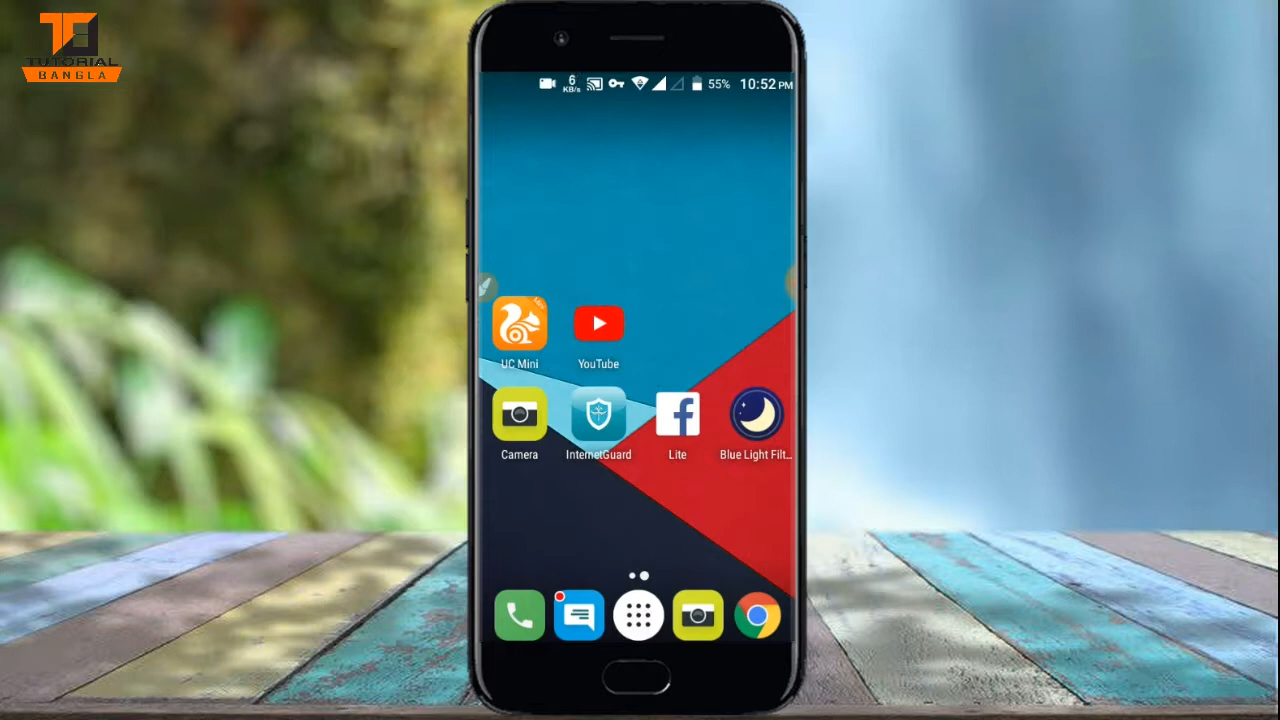 TUTORIAL
BANGLA
6
KB/s
55%
10:52 PM
UC Mini
YouTube
Camera
InternetGuard
Lite
Blue Light Filt...